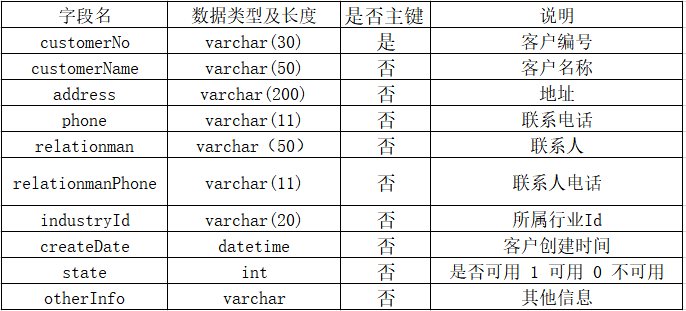 字段名 数据类型及长度 是否主键 说明
customerNo varchar(30) 是 客户编号
customerName varchar(50) 否 客户名称
address varchar(200) 否 地址
phone varchar(11) 否 联系电话
relationman varchar（50） 否 联系人
relationmanPhone varchar(11) 否 联系人电话
industryId varchar(20) 否 所属行业Id
createDate datetime 否 客户创建时间
state int 否 是否可用 1 可用 0 不可用
otherInfo varchar 否 其他信息